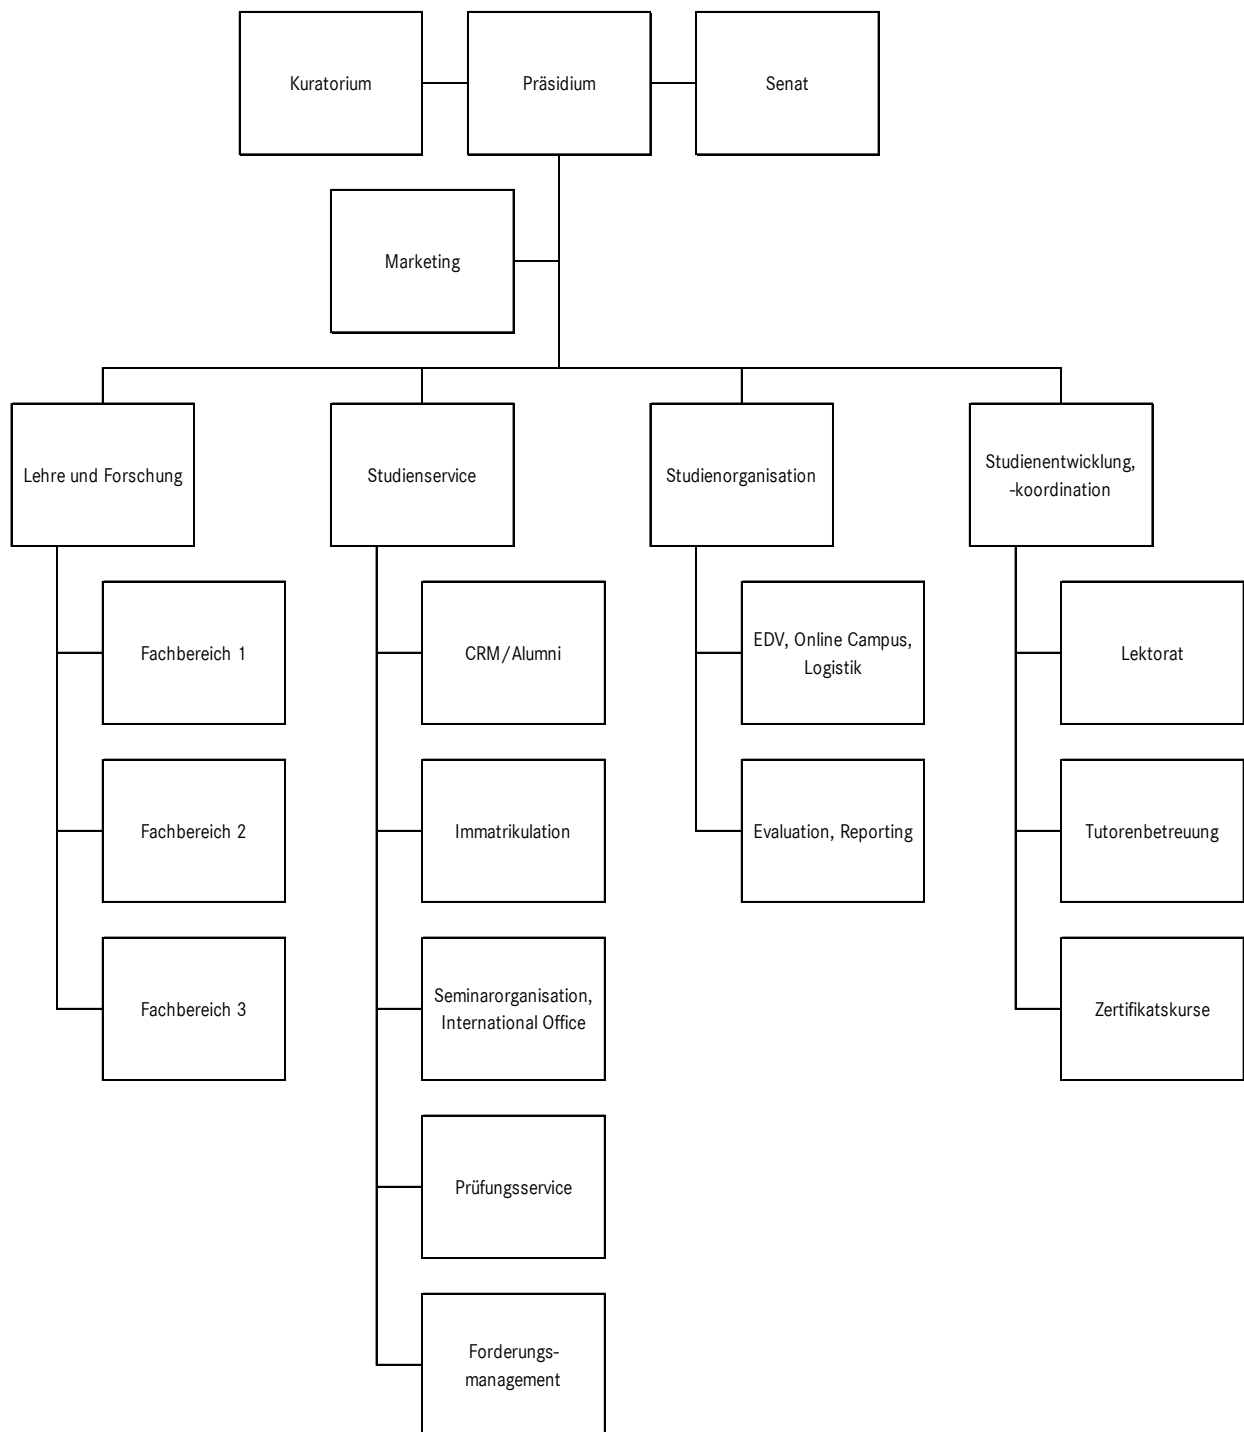 Kuratorium
Präsidium
Senat
Marketing
Lehre und Forschung
Studienservice
Studienorganisation
Studienentwicklung,
-koordination
Fachbereich 1
CRM/Alumni
EDV, Online Campus,
Logistik
Lektorat
Fachbereich 2
Immatrikulation
Evaluation, Reporting
Tutorenbetreuung
Fachbereich 3
Seminarorganisation,
International Office
Zertifikatskurse
Prüfungsservice
Forderungs-
management